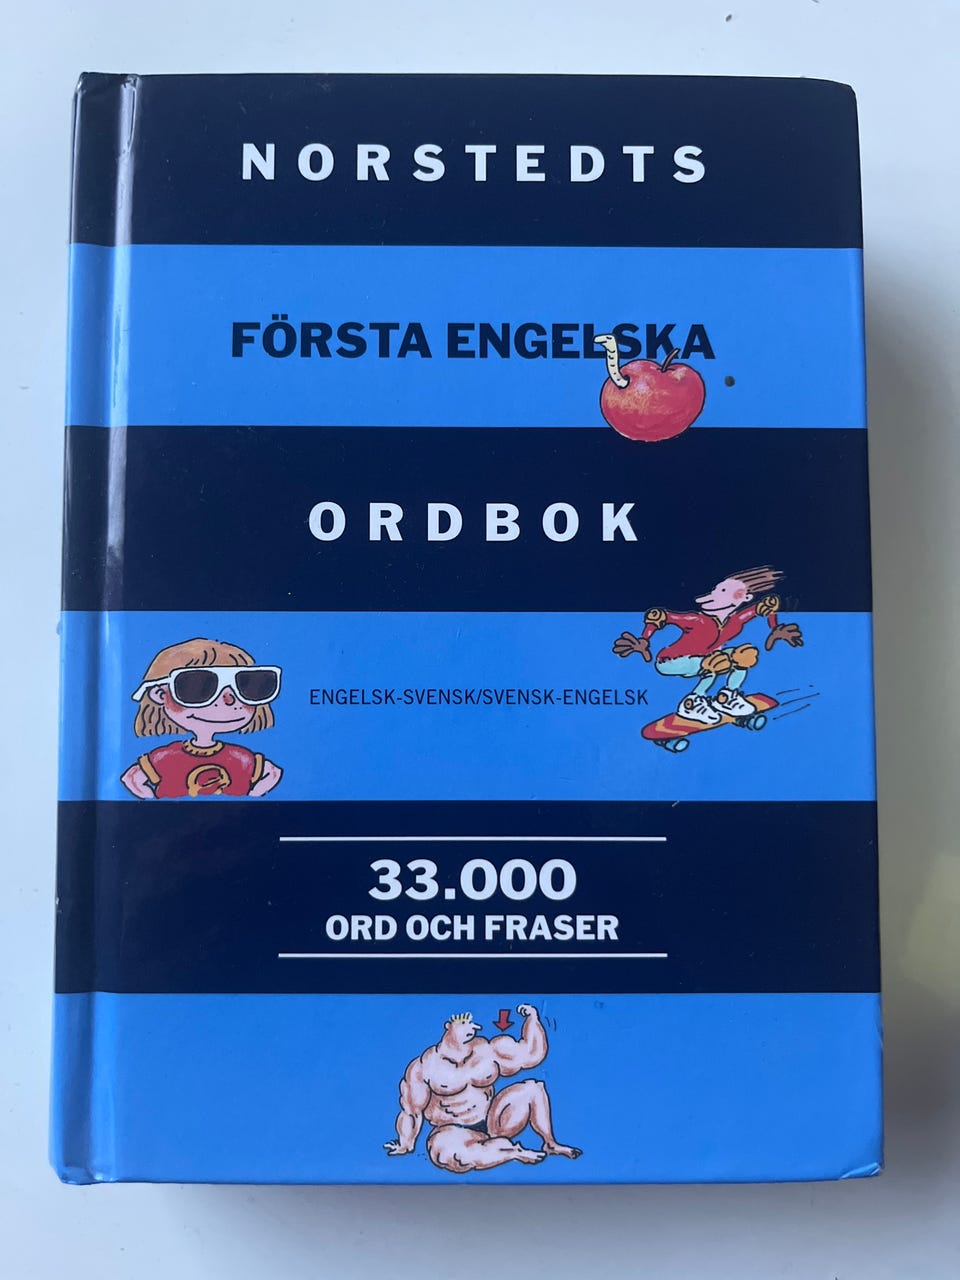 NORSTEDTS
FÖRSTA ENGELSKA
ORDBOK
ENGELSK-SVENSK/SVENSK-ENGELSK
33.000
ORD OCH FRASER